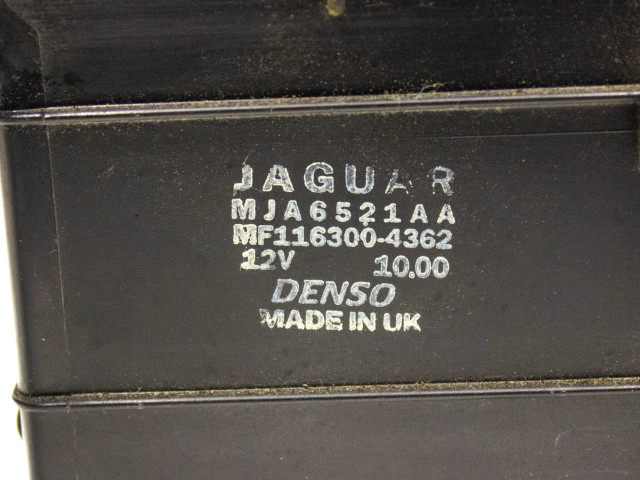 JAGUAR
MJA6521AA
MF116300-4362
12V 10.00
DENSO
MADE IN UK